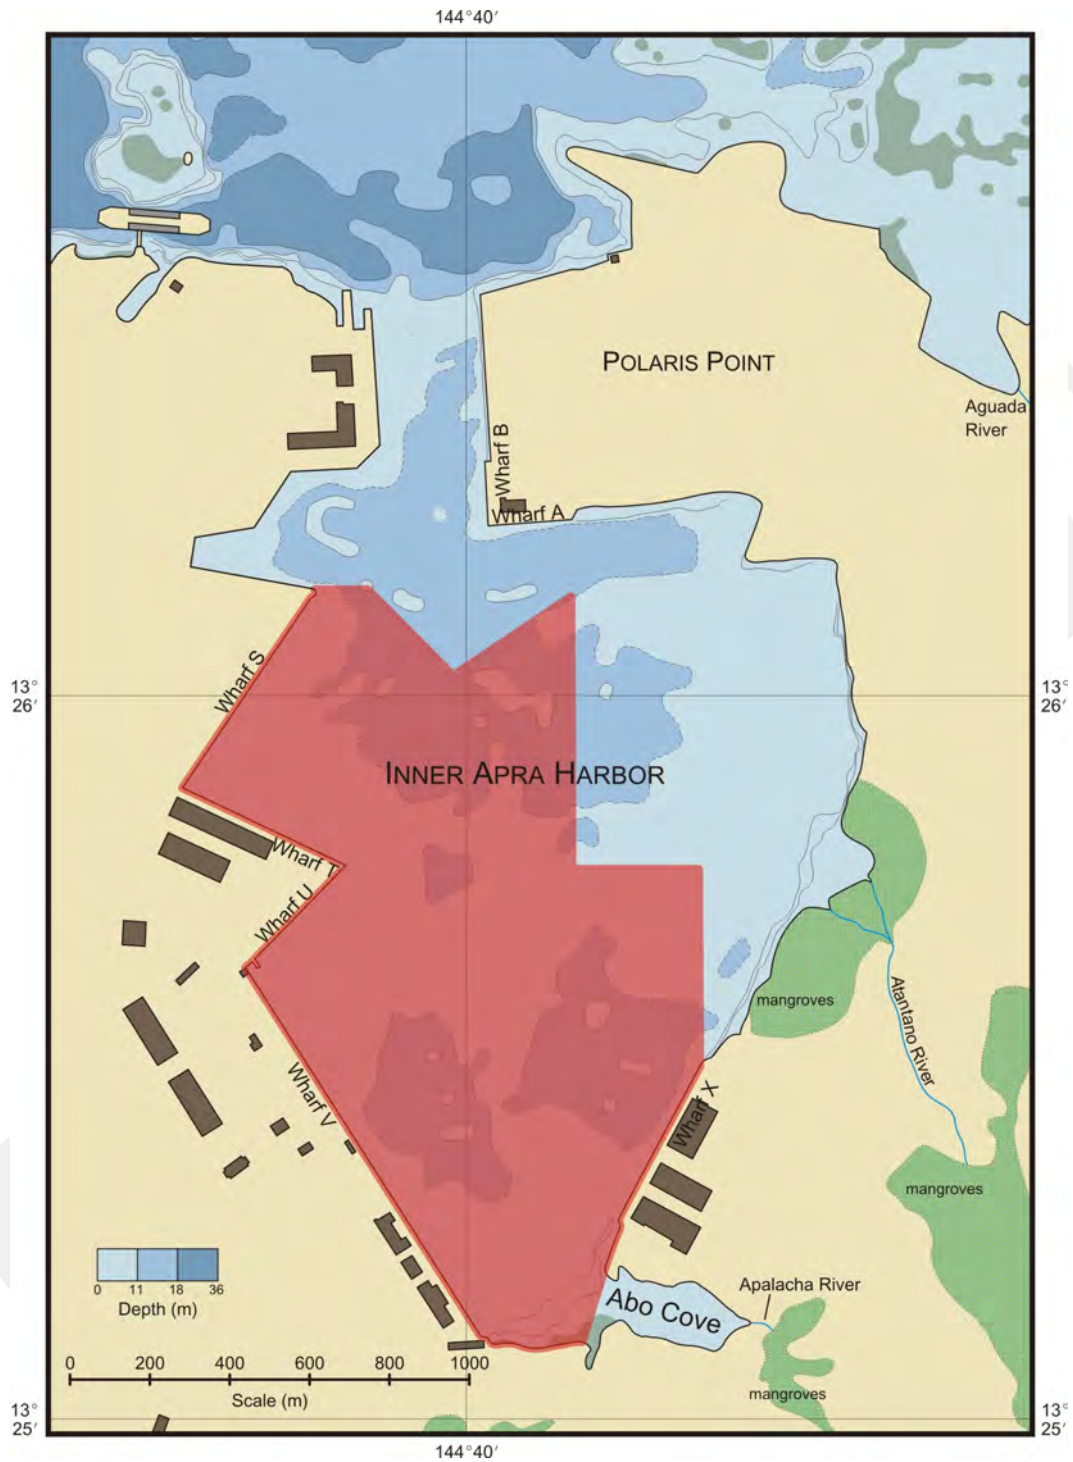 144°40′
POLARIS POINT
Aguada
River
Wharf B
Wharf A
Wharf S
13°
26′
13°
26′
INNER APRA HARBOR
Wharf T
Wharf U
mangroves
Atantano River
Wharf V
Wharf X
mangroves
0 11 18 36
Depth (m)
Abo Cove
Apalacha River
0 200 400 600 800 1000
Scale (m)
mangroves
13°
25′
13°
25′
144°40′